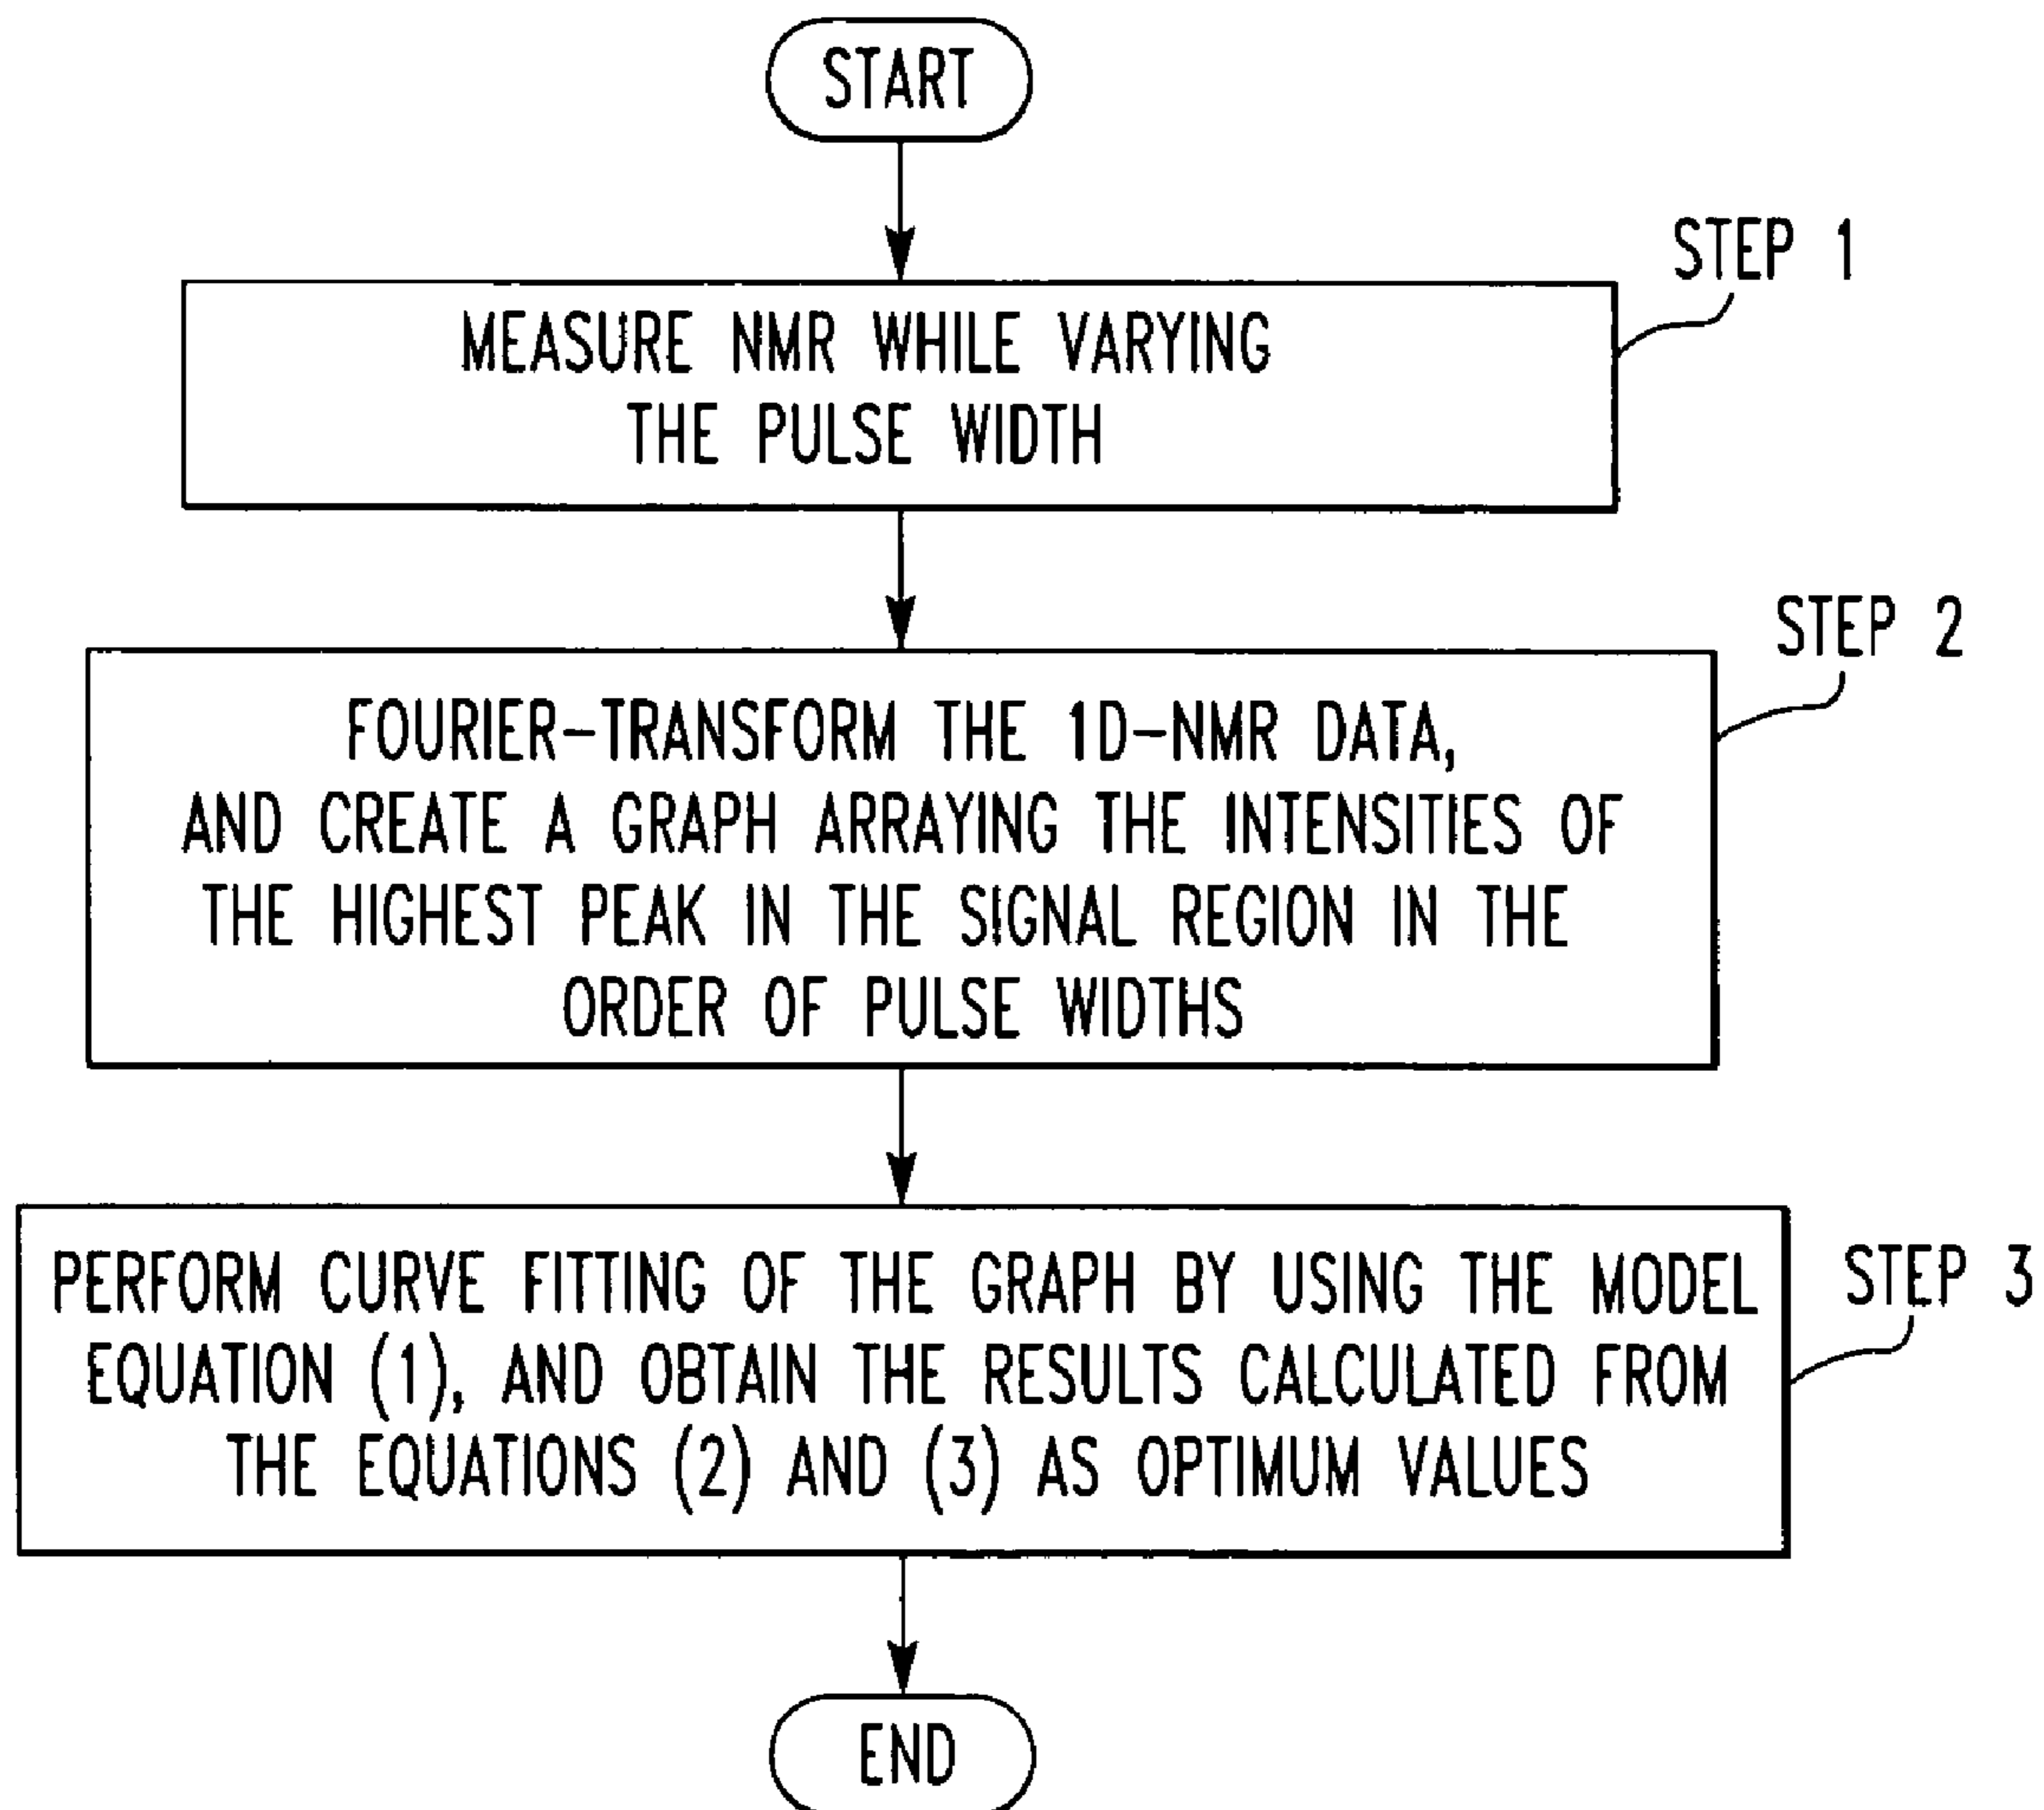 START
STEP 1
MEASURE NMR WHILE VARYING
THE PULSE WIDTH
STEP 2
FOURIER-TRANSFORM THE 1D-NMR DATA,
AND CREATE A GRAPH ARRAYING THE INTENSITIES OF
THE HIGHEST PEAK IN THE SIGNAL REGION IN THE
ORDER OF PULSE WIDTHS
STEP 3
PERFORM CURVE FITTING OF THE GRAPH BY USING THE MODEL
EQUATION (1), AND OBTAIN THE RESULTS CALCULATED FROM
THE EQUATIONS (2) AND (3) AS OPTIMUM VALUES
END